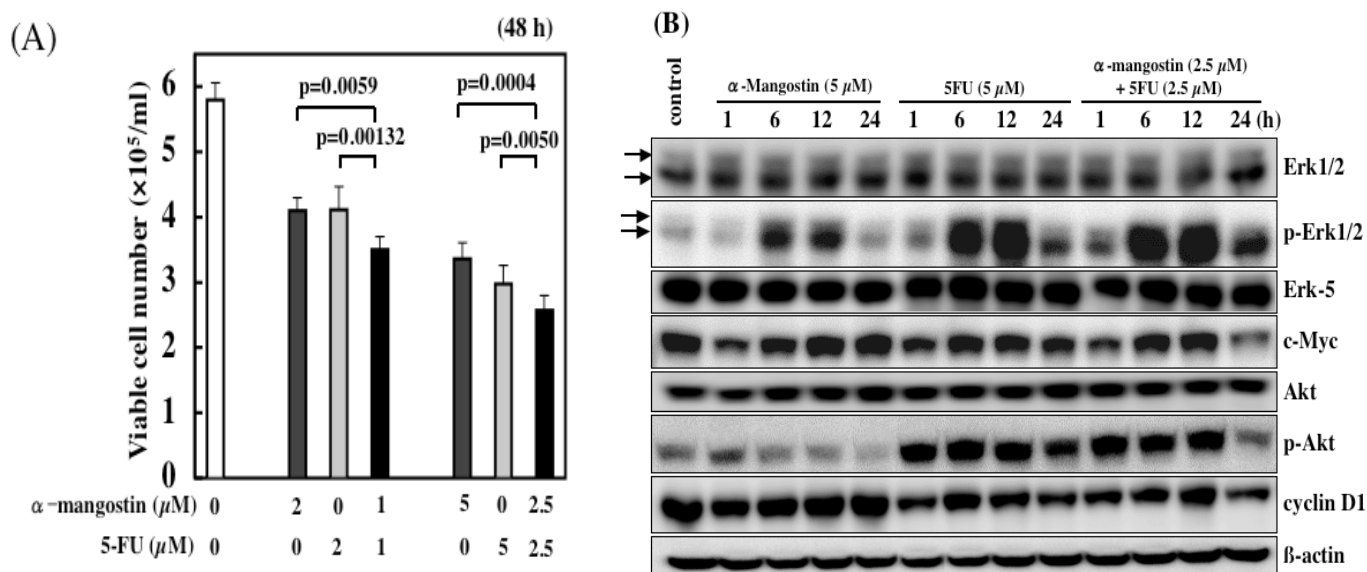 (A)
(48 h)
Viable cell number (×10⁵/ml)
6
5
4
3
2
1
0
p=0.0059
p=0.0004
p=0.00132
p=0.0050
α-mangostin (µM) 0 2 0 1 5 0 2.5
5-FU (µM) 0 0 2 1 0 5 2.5
(B)
control
α-Mangostin (5 µM)
5FU (5 µM)
α-mangostin (2.5 µM)
+ 5FU (2.5 µM)
1 6 12 24 1 6 12 24 1 6 12 24 (h)
Erk1/2
p-Erk1/2
Erk-5
c-Myc
Akt
p-Akt
cyclin D1
ß-actin